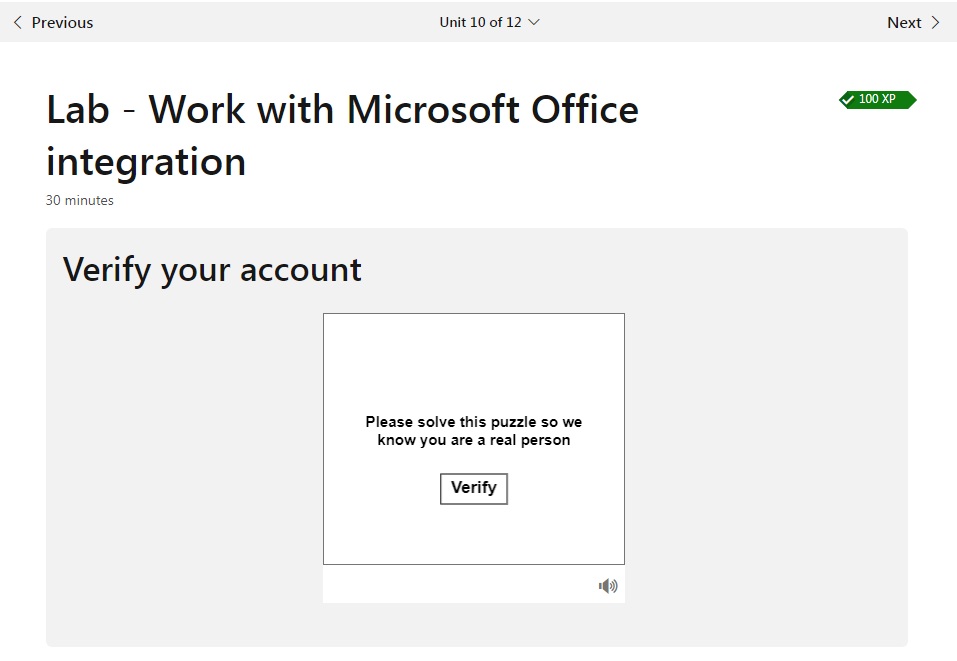 Previous
Unit 10 of 12
Next
Lab - Work with Microsoft Office
integration
100 XP
30 minutes
Verify your account
Please solve this puzzle so we
know you are a real person
Verify